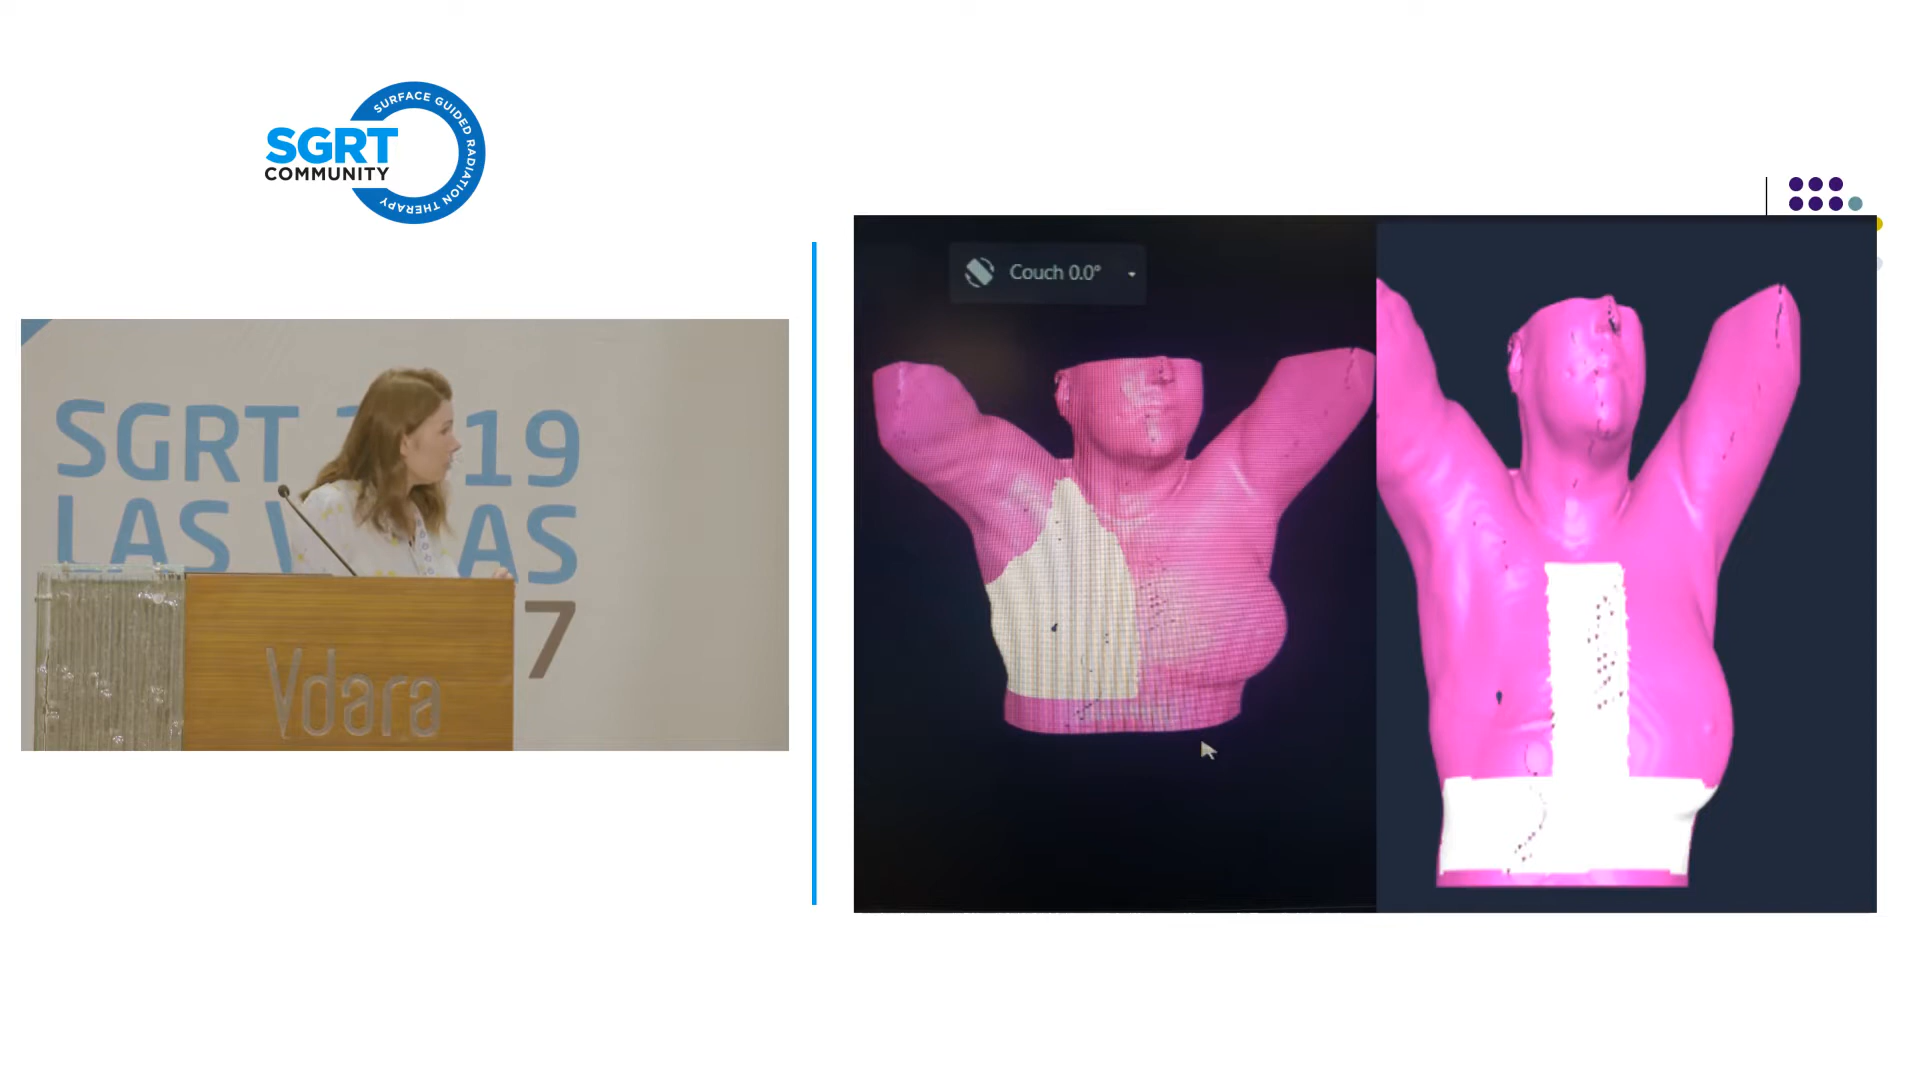 SURFACE GUIDED RADIATION THERAPY
SGRT
COMMUNITY
SGRT 19
LAS AS
7
Vdara
Couch 0.0°